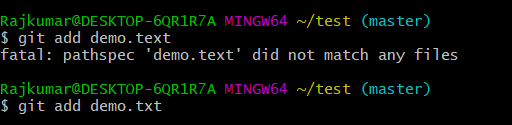 Rajkumar@DESKTOP-6QR1R7A MINGW64 ~/test (master)
$ git add demo.text
fatal: pathspec 'demo.text' did not match any files
Rajkumar@DESKTOP-6QR1R7A MINGW64 ~/test (master)
$ git add demo.txt